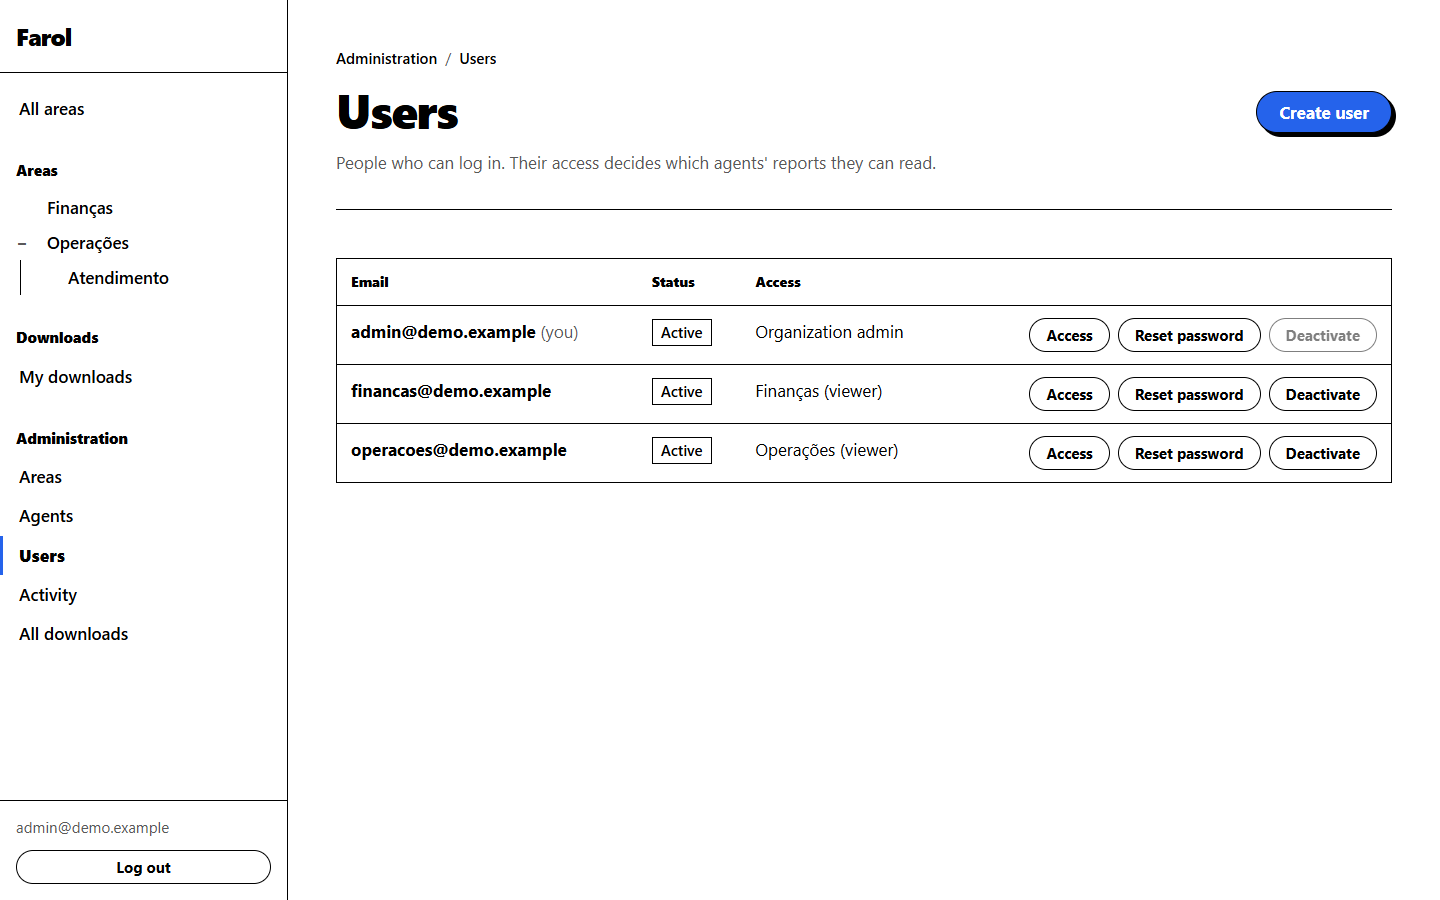 Farol
All areas
Areas
Finanças
– Operações
Atendimento
Downloads
My downloads
Administration
Areas
Agents
Users
Activity
All downloads
admin@demo.example
Log out
Administration / Users
Users
Create user
People who can log in. Their access decides which agents' reports they can read.
Email Status Access
admin@demo.example (you) Active Organization admin Access Reset password Deactivate
financas@demo.example Active Finanças (viewer) Access Reset password Deactivate
operacoes@demo.example Active Operações (viewer) Access Reset password Deactivate